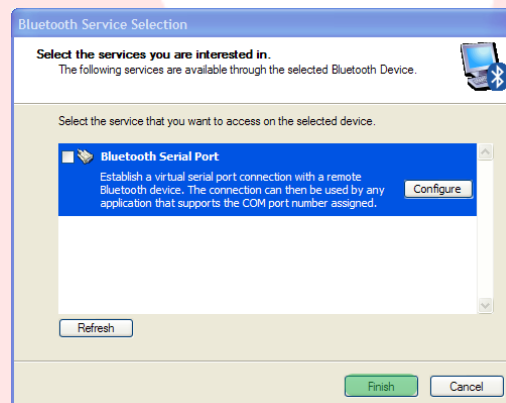 Bluetooth Service Selection
Select the services you are interested in.
The following services are available through the selected Bluetooth Device.
Select the service that you want to access on the selected device.
Bluetooth Serial Port
Establish a virtual serial port connection with a remote
Bluetooth device. The connection can then be used by any
application that supports the COM port number assigned.
Configure
Refresh
Finish
Cancel